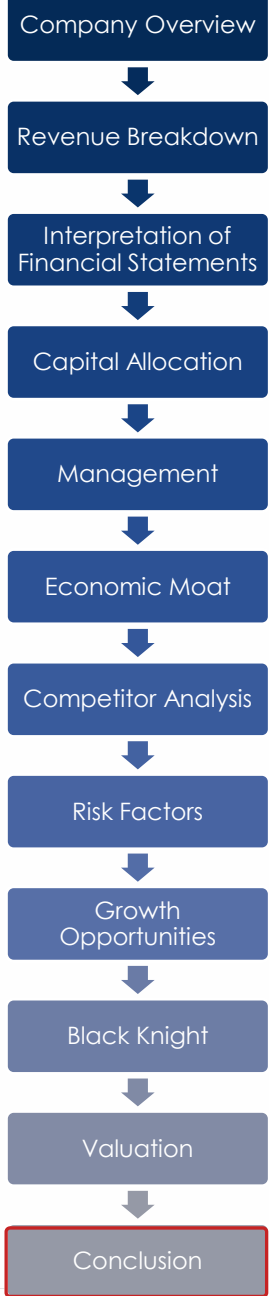 Company Overview
Revenue Breakdown
Interpretation of
Financial Statements
Capital Allocation
Management
Economic Moat
Competitor Analysis
Risk Factors
Growth
Opportunities
Black Knight
Valuation
Conclusion